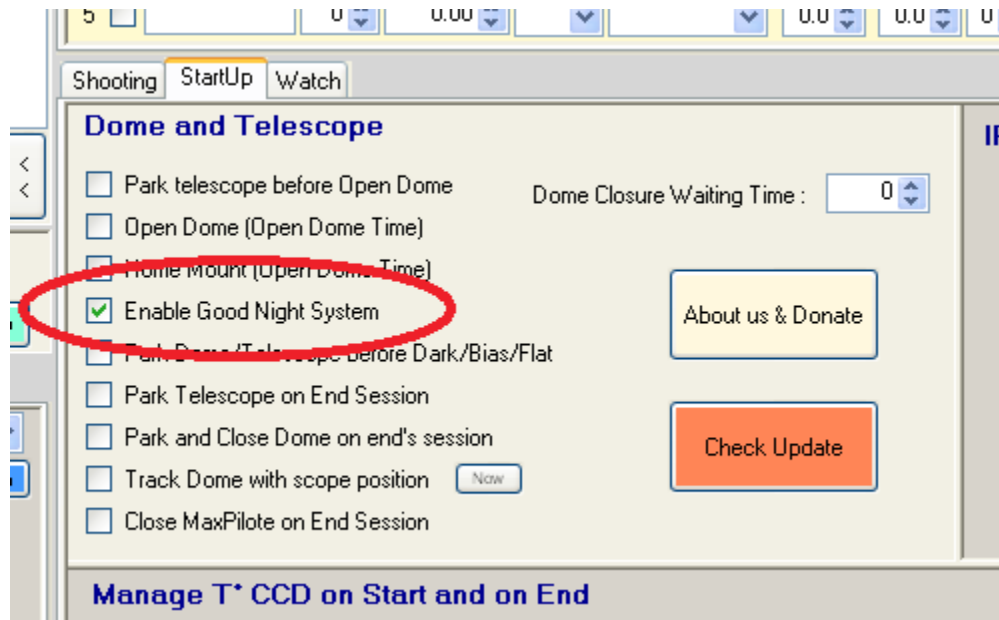 5 0 0.00 0.0 0.0 0
Shooting StartUp Watch
Dome and Telescope
<
<
Park telescope before Open Dome
Dome Closure Waiting Time : 0
Open Dome (Open Dome Time)
Home Mount (Open Dome Time)
Enable Good Night System
About us & Donate
Park Dome/Telescope before Dark/Bias/Flat
Park Telescope on End Session
Park and Close Dome on end's session
Check Update
Track Dome with scope position Now
Close MaxPilote on End Session
Manage T° CCD on Start and on End